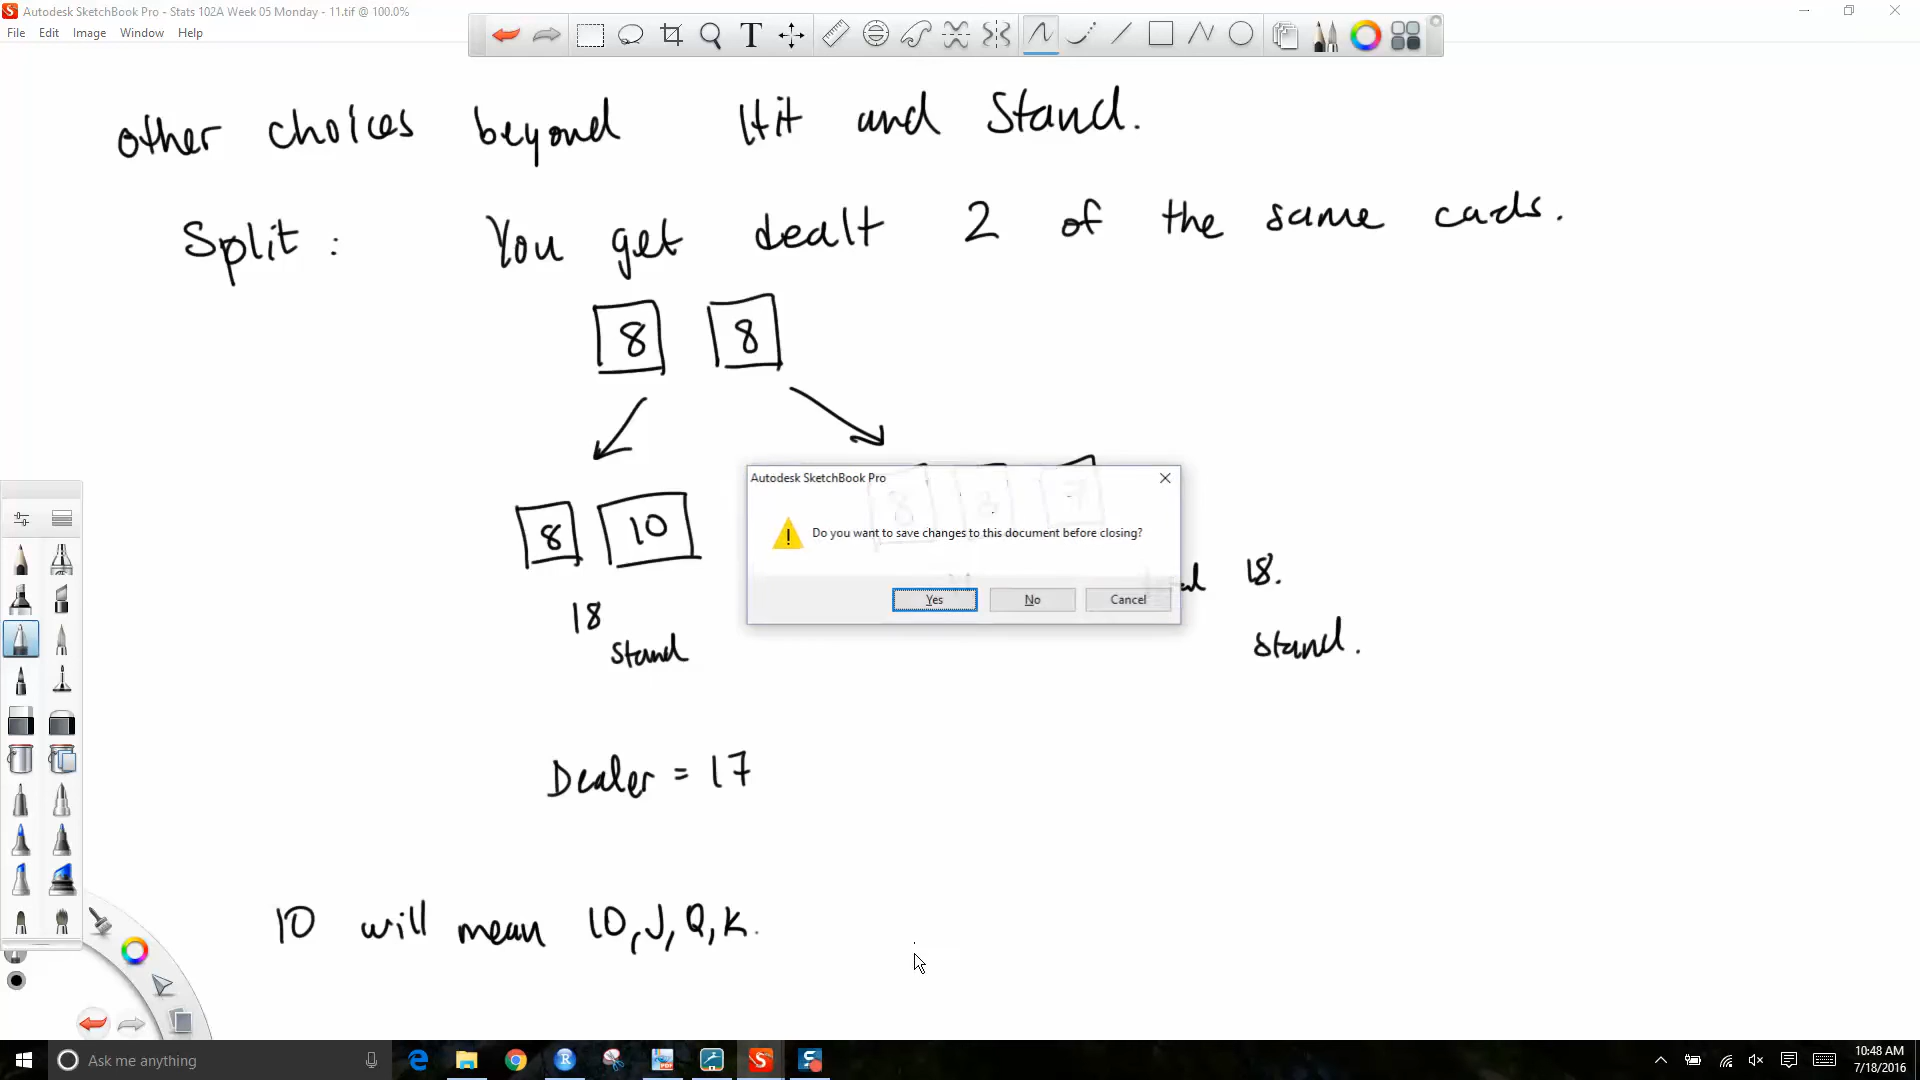 Autodesk SketchBook Pro - Stats 102A Week 05 Monday - 11.tif @ 100.0%
File Edit Image Window Help
T
other choices beyond Hit and Stand.
Split: You get dealt 2 of the same cards.
8 8
Autodesk SketchBook Pro
8 7
Do you want to save changes to this document before closing?
8 10
Yes No Cancel
18.
18
Stand Stand.
Dealer = 17
10 will mean 10, J, Q, K.
Ask me anything
10:48 AM
7/18/2016